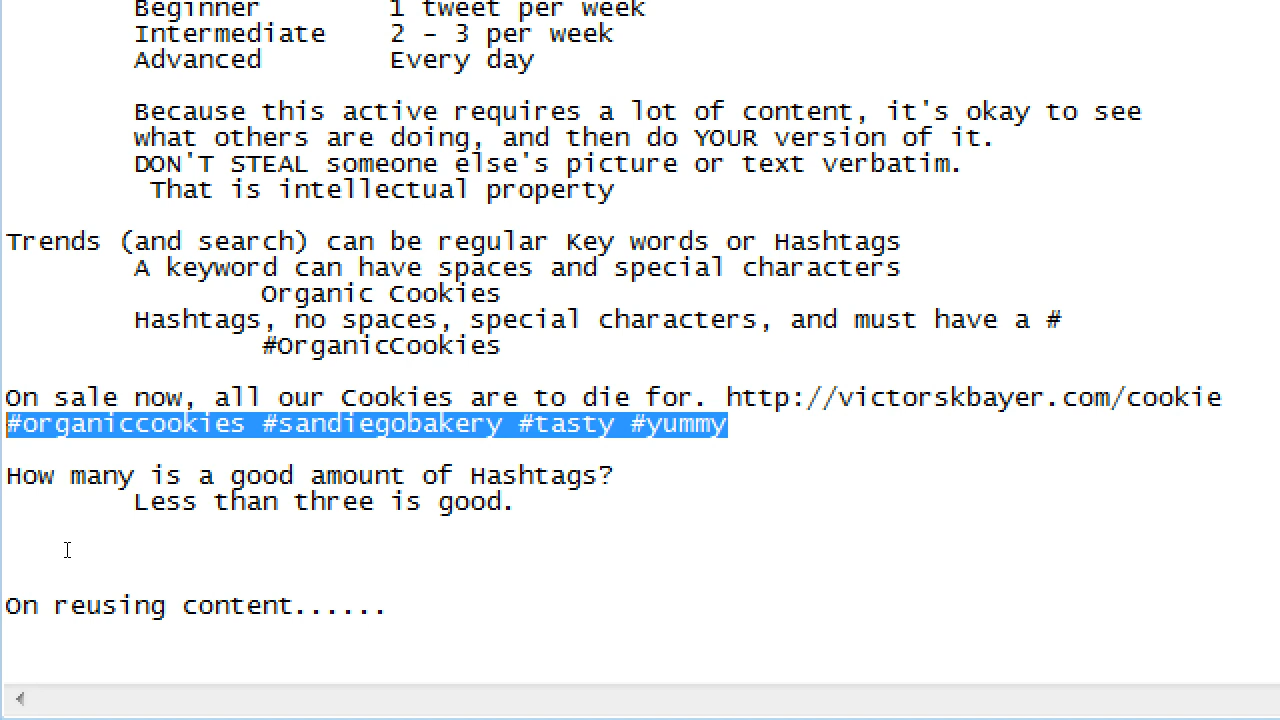 Beginner 1 tweet per week
Intermediate 2 - 3 per week
Advanced Every day
Because this active requires a lot of content, it's okay to see
what others are doing, and then do YOUR version of it.
DON'T STEAL someone else's picture or text verbatim.
That is intellectual property
Trends (and search) can be regular Key words or Hashtags
A keyword can have spaces and special characters
Organic Cookies
Hashtags, no spaces, special characters, and must have a #
#OrganicCookies
On sale now, all our Cookies are to die for. http://victorskbayer.com/cookie
#organiccookies #sandiegobakery #tasty #yummy
How many is a good amount of Hashtags?
Less than three is good.
On reusing content......